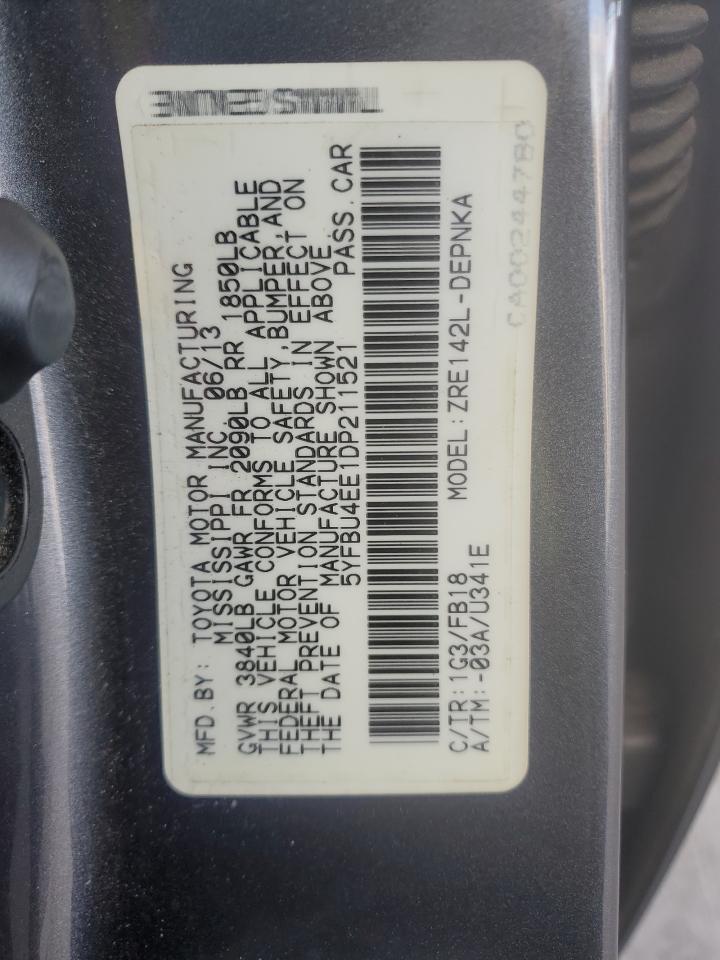 MFD.BY: TOYOTA MOTOR MANUFACTURING
MISSISSIPPI INC. 06/13
GVWR 3840LB GAWR FR 2090LB RR 1850LB
THIS VEHICLE CONFORMS TO ALL APPLICABLE
FEDERAL MOTOR VEHICLE SAFETY,BUMPER,AND
THEFT PREVENTION STANDARDS IN EFFECT ON
THE DATE OF MANUFACTURE SHOWN ABOVE.
5YFBU4EE1DP211521 PASS.CAR
C/TR:1G3/FB18 MODEL:ZRE142L-DEPNKA
A/TM:-03A/U341E